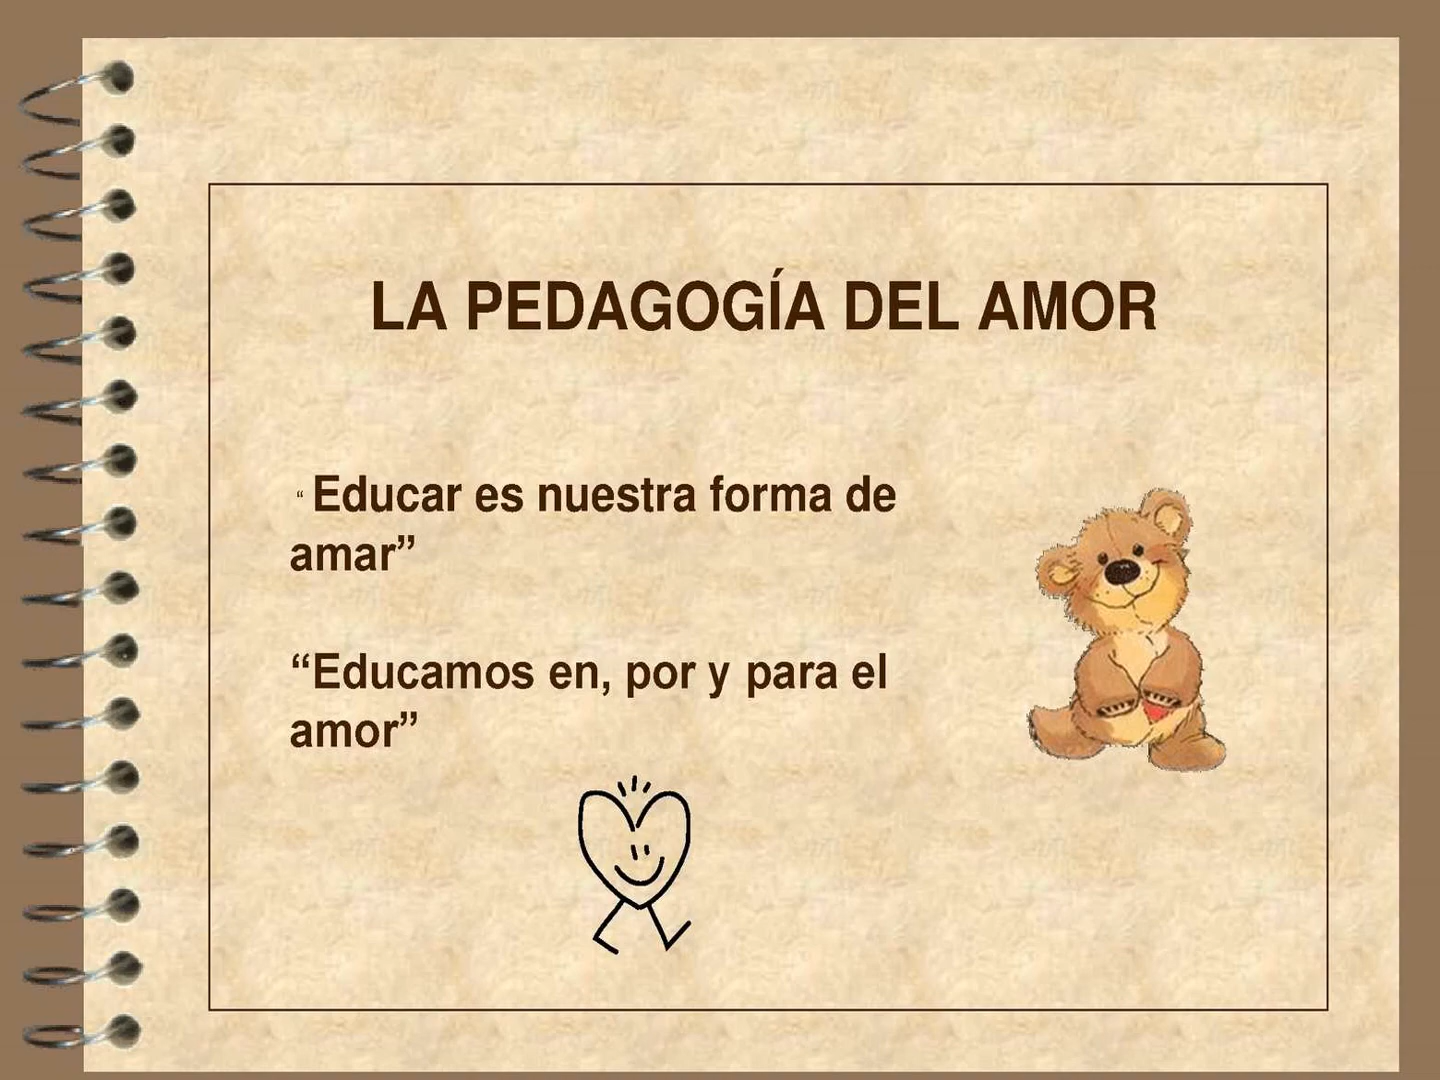 LA PEDAGOGÍA DEL AMOR
“ Educar es nuestra forma de
amar”
“Educamos en, por y para el
amor”